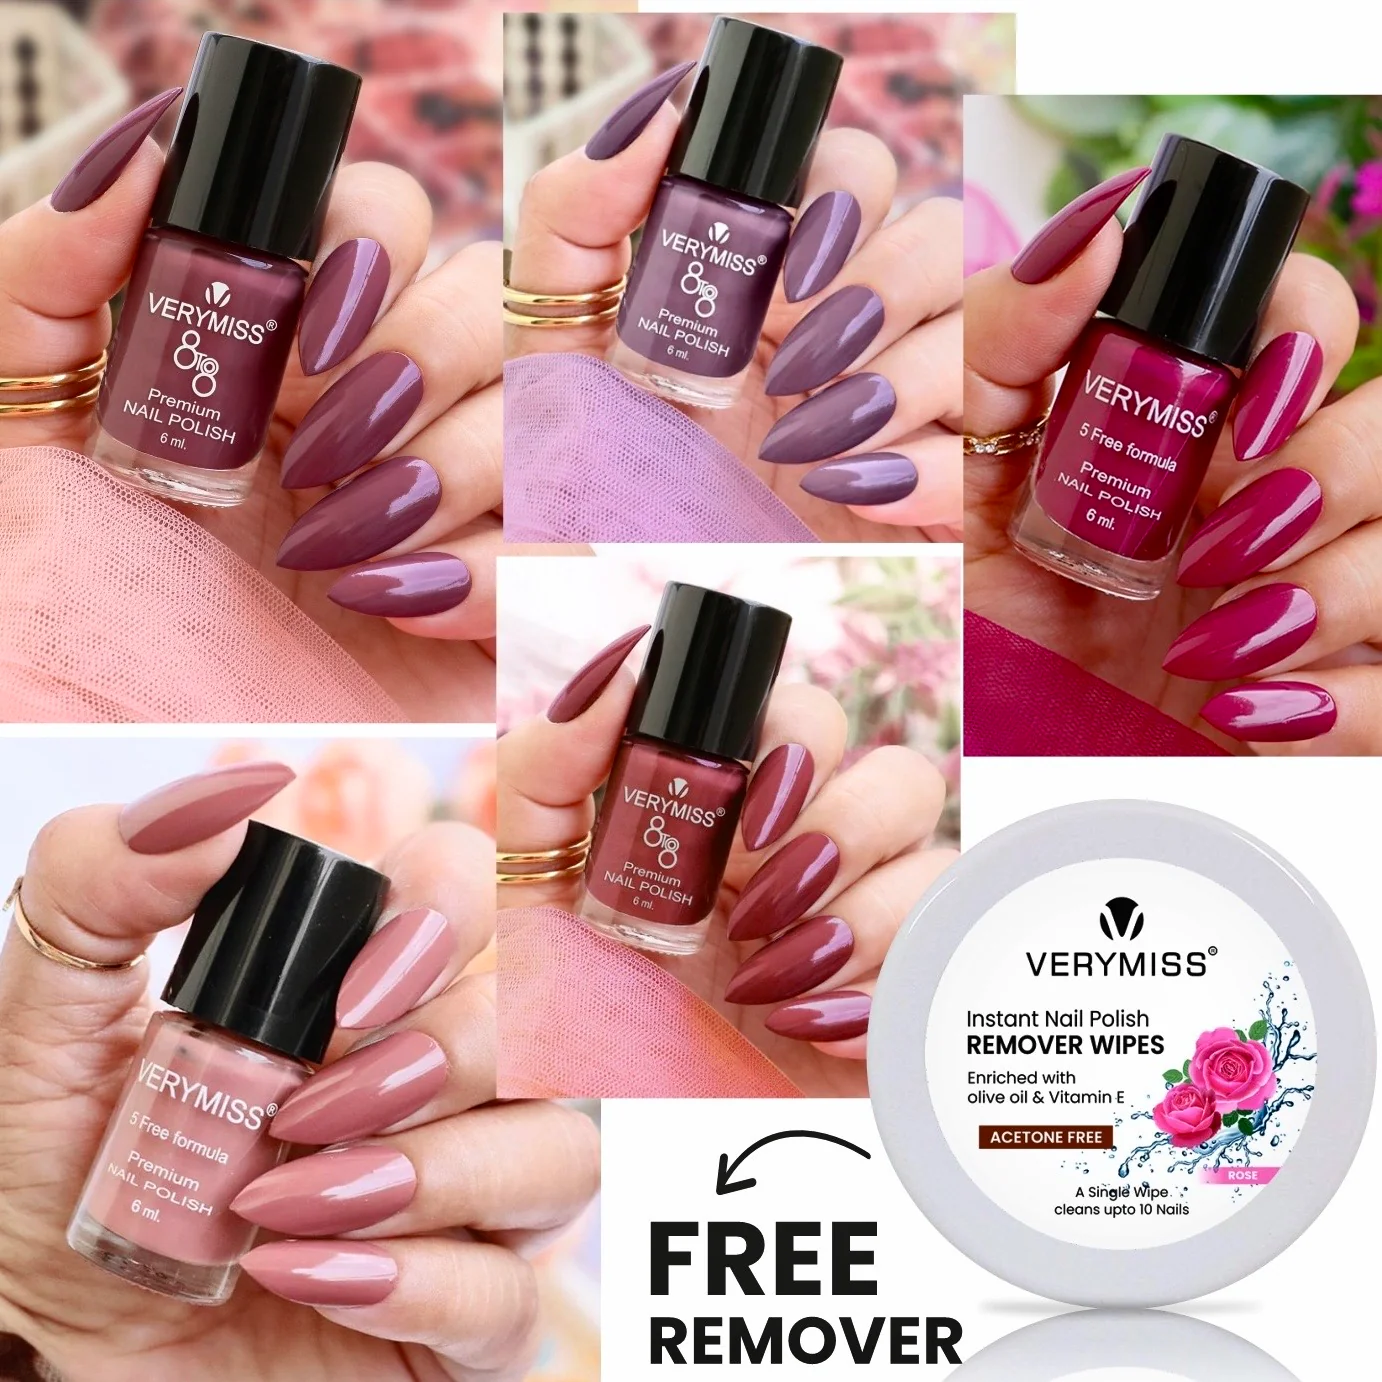 VERYMISS®
8TO8
Premium
NAIL POLISH
6 ml.
VERYMISS®
8TO8
Premium
NAIL POLISH
6 ml.
VERYMISS®
5 Free formula
Premium
NAIL POLISH
6 ml.
VERYMISS®
8TO8
Premium
NAIL POLISH
6 ml.
VERYMISS®
5 Free formula
Premium
NAIL POLISH
6 ml.
VERYMISS®
Instant Nail Polish
REMOVER WIPES
Enriched with
olive oil & Vitamin E
ACETONE FREE
ROSE
A Single Wipe
cleans upto 10 Nails
FREE
REMOVER